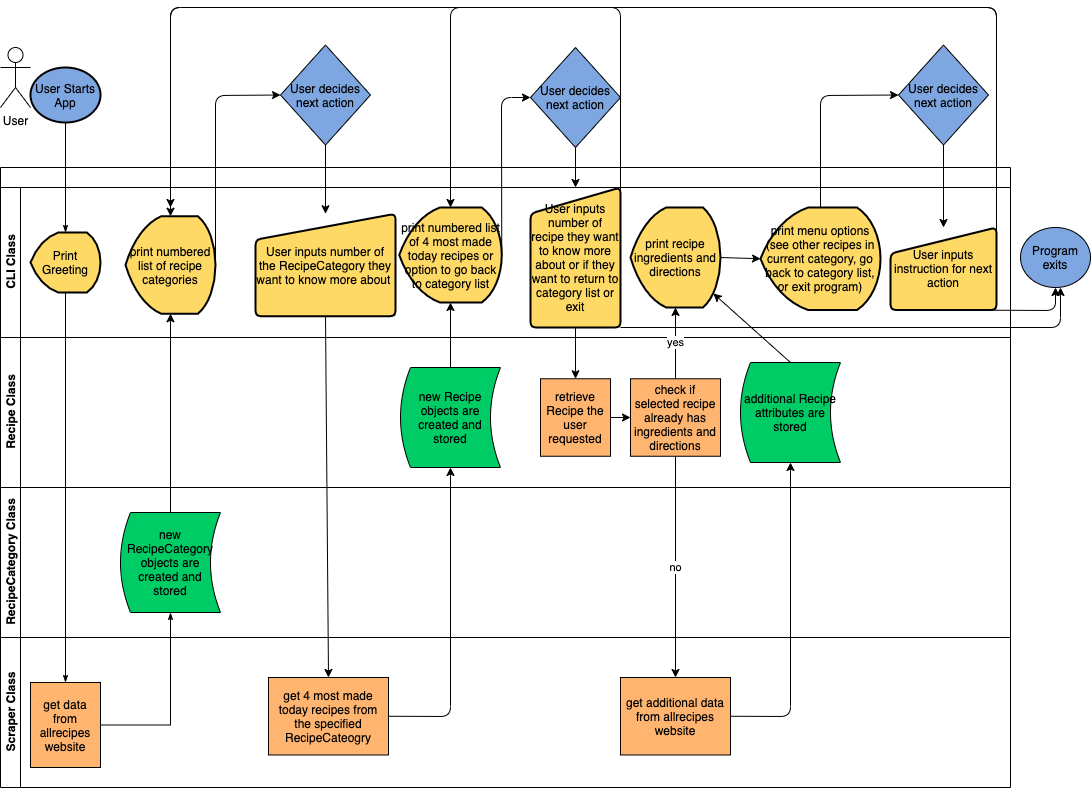 User
User Starts
App
User decides
next action
User decides
next action
User decides
next action
CLI Class
Print
Greeting
print numbered
list of recipe
categories
User inputs number of
the RecipeCategory they
want to know more about
print numbered list
of 4 most made
today recipes or
option to go back
to category list
User inputs
number of
recipe they want
to know more
about or if they
want to return to
category list or
exit
print recipe
ingredients and
directions
print menu options
(see other recipes in
current category, go
back to category list,
or exit program)
User inputs
instruction for next
action
Program
exits
Recipe Class
new Recipe
objects are
created and
stored
retrieve
Recipe the
user
requested
yes
check if
selected recipe
already has
ingredients and
directions
additional Recipe
attributes are
stored
RecipeCategory Class
new
RecipeCategory
objects are
created and
stored
no
Scraper Class
get data
from
allrecipes
website
get 4 most made
today recipes from
the specified
RecipeCateogry
get additional data
from allrecipes
website